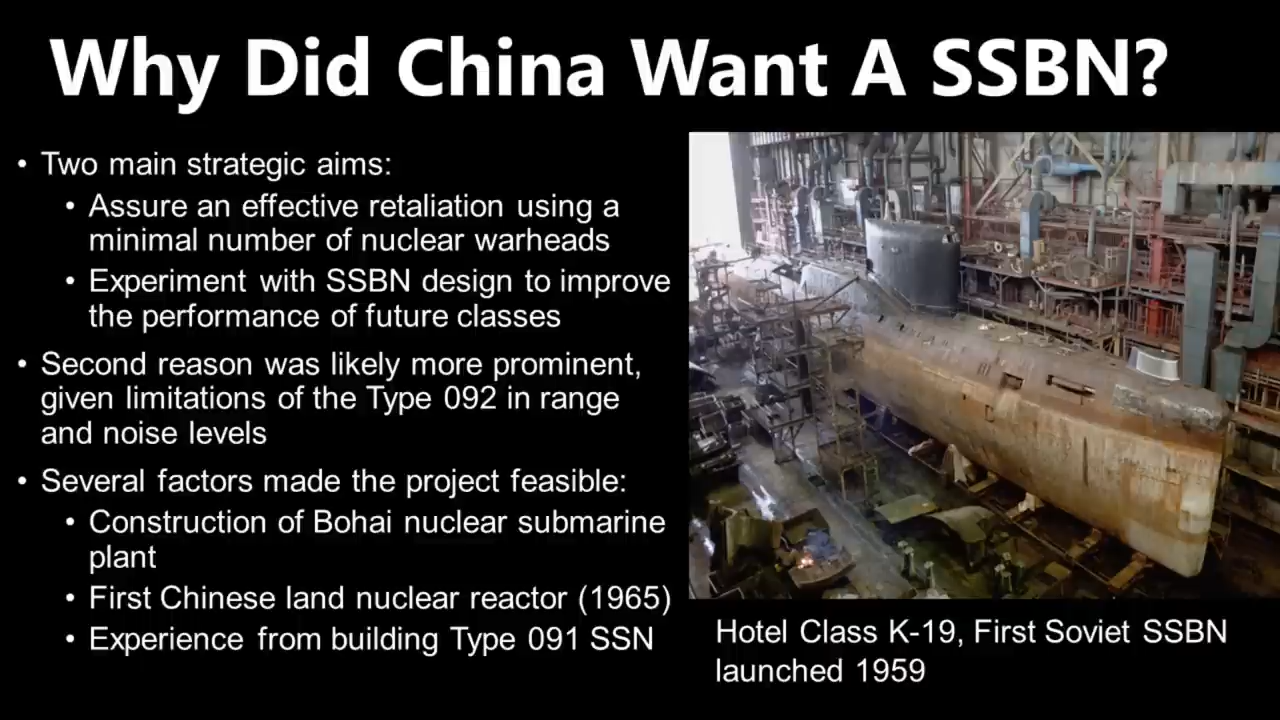 Why Did China Want A SSBN?
• Two main strategic aims:
• Assure an effective retaliation using a
minimal number of nuclear warheads
• Experiment with SSBN design to improve
the performance of future classes
• Second reason was likely more prominent,
given limitations of the Type 092 in range
and noise levels
• Several factors made the project feasible:
• Construction of Bohai nuclear submarine
plant
• First Chinese land nuclear reactor (1965)
• Experience from building Type 091 SSN
Hotel Class K-19, First Soviet SSBN
launched 1959